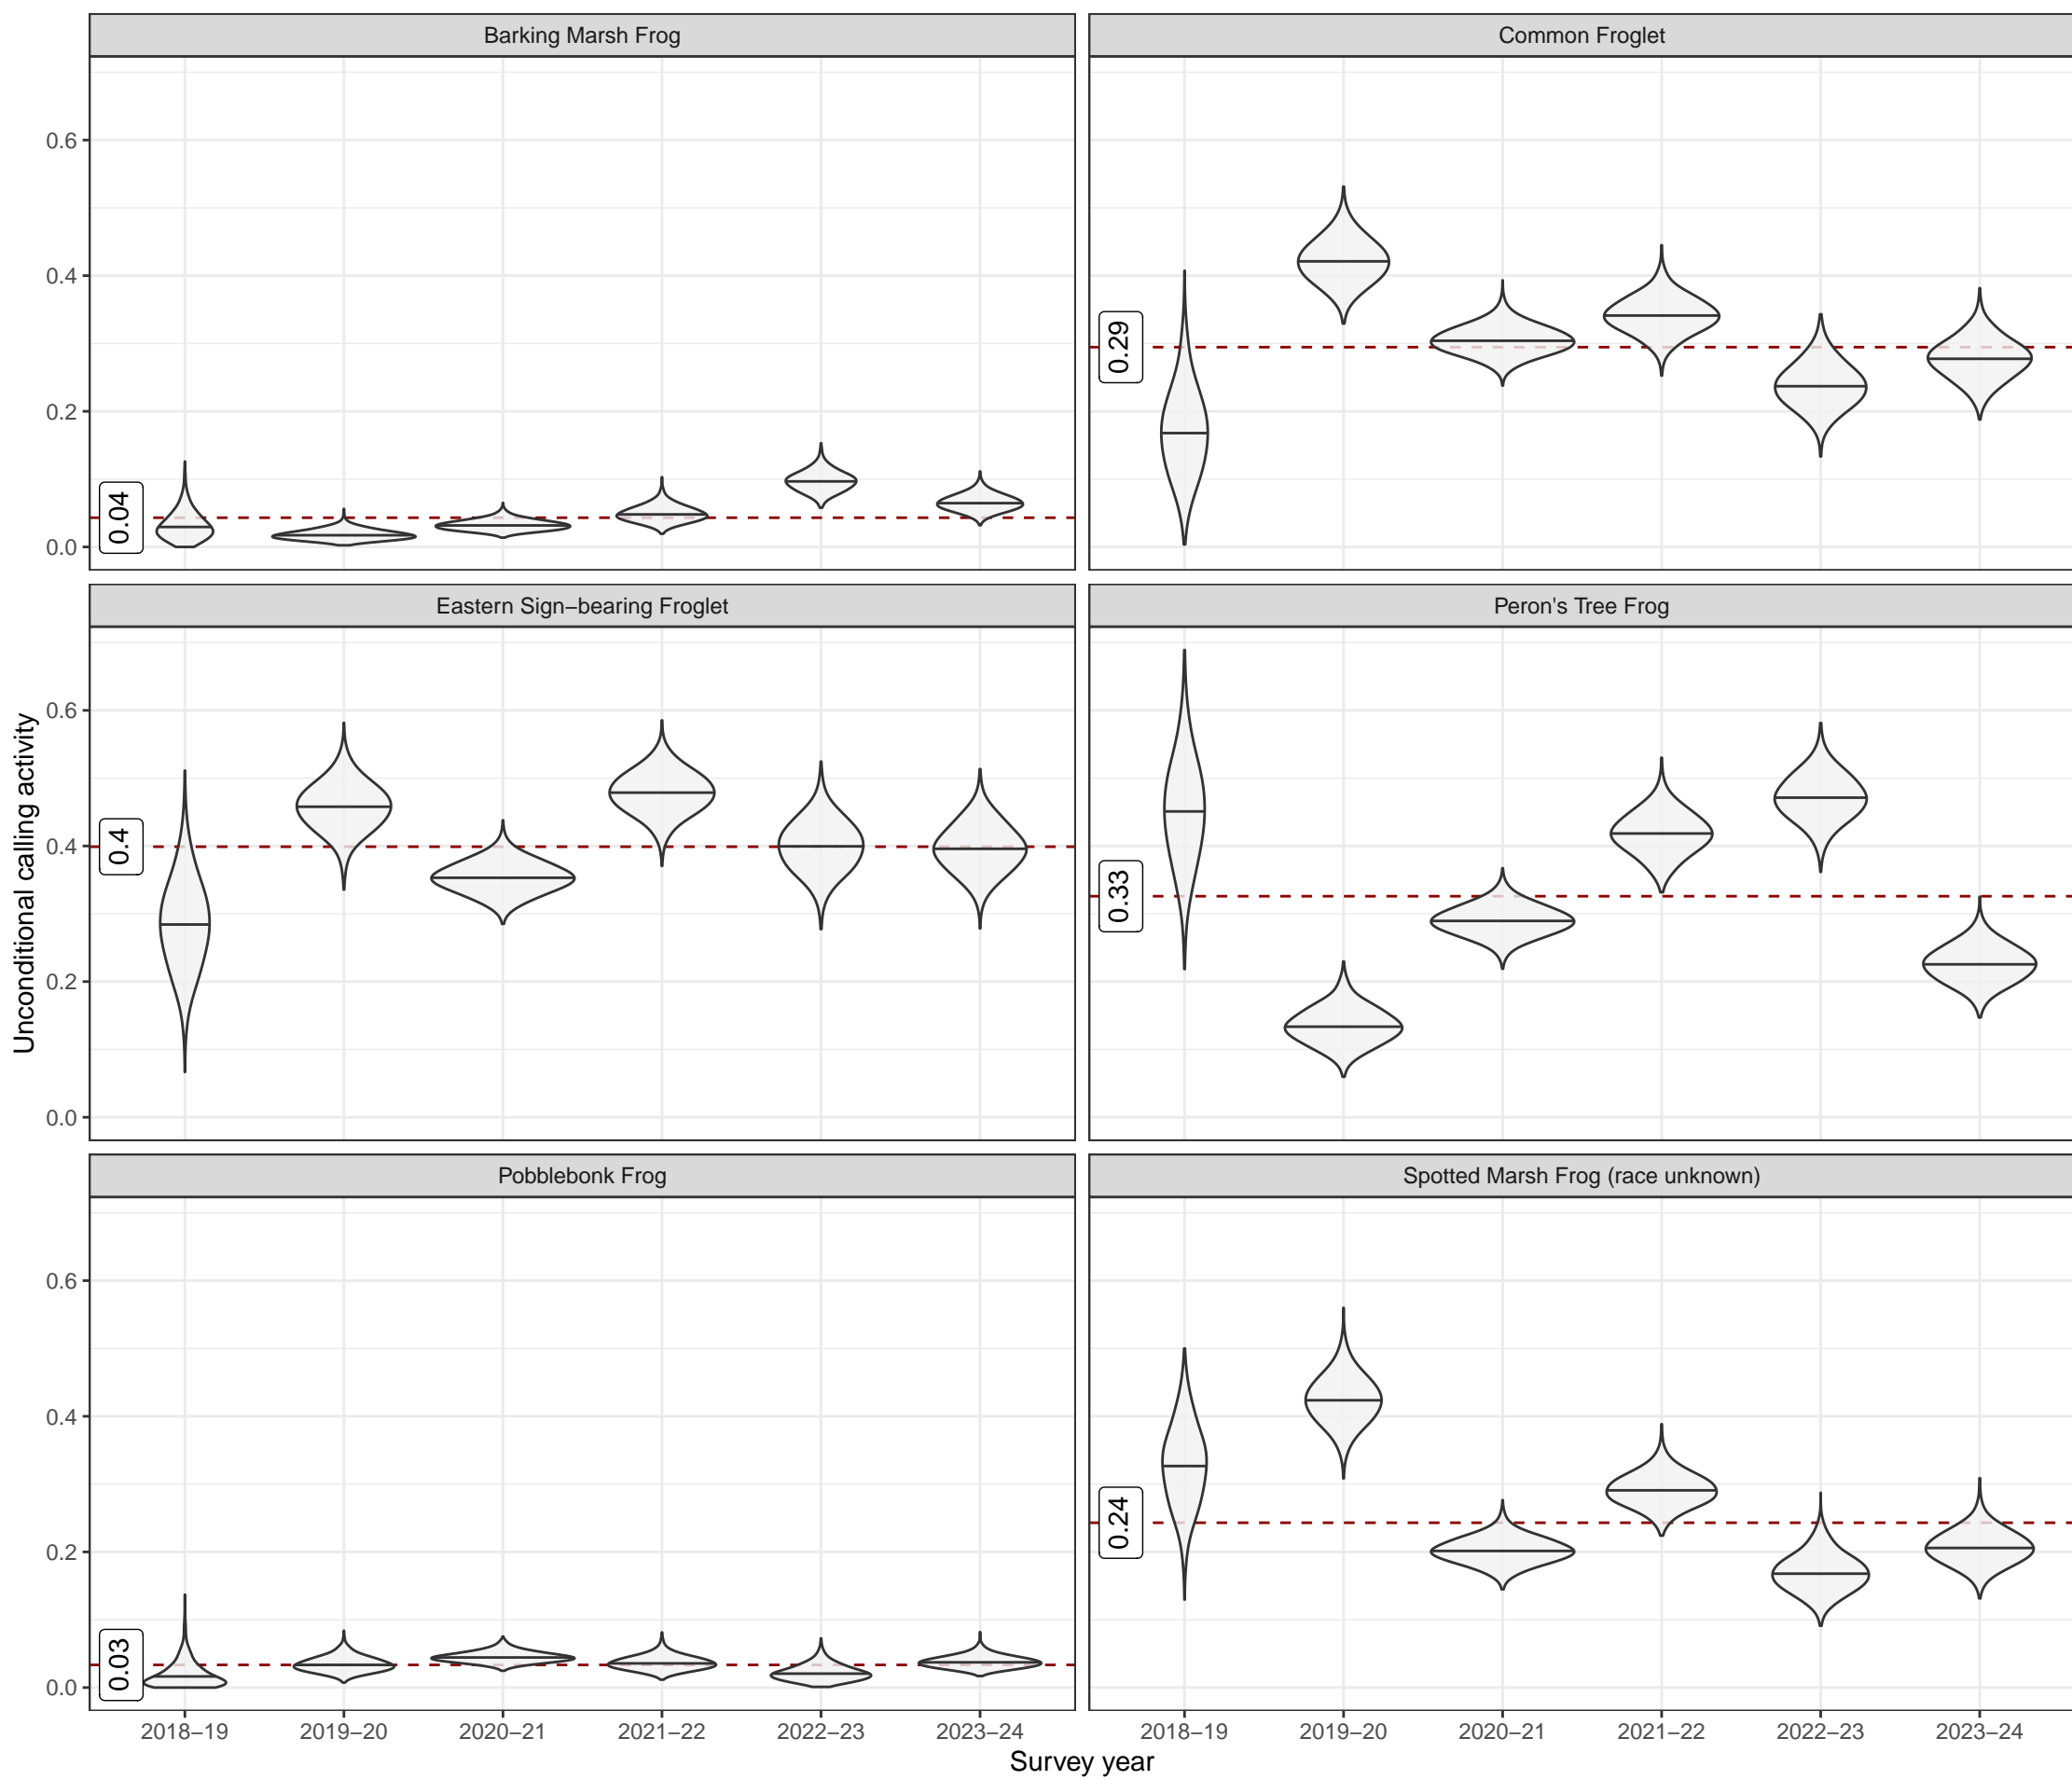 Barking Marsh Frog
Common Froglet
0.6
0.4
0.2
0.0
0.04
0.29
Eastern Sign−bearing Froglet
Peron's Tree Frog
Unconditional calling activity
0.6
0.4
0.2
0.0
0.4
0.33
Pobblebonk Frog
Spotted Marsh Frog (race unknown)
0.6
0.4
0.2
0.0
0.03
0.24
2018−19 2019−20 2020−21 2021−22 2022−23 2023−24
2018−19 2019−20 2020−21 2021−22 2022−23 2023−24
Survey year